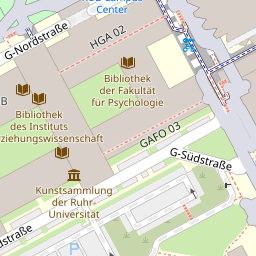 Center
G-Nordstraße
HGA 02
Bibliothek
der Fakultät
für Psychologie
B
Bibliothek
des Instituts
ziehungswissenschaft
GAFO 03
G-Südstraße
Kunstsammlung
der Ruhr-
Universität
dstraße